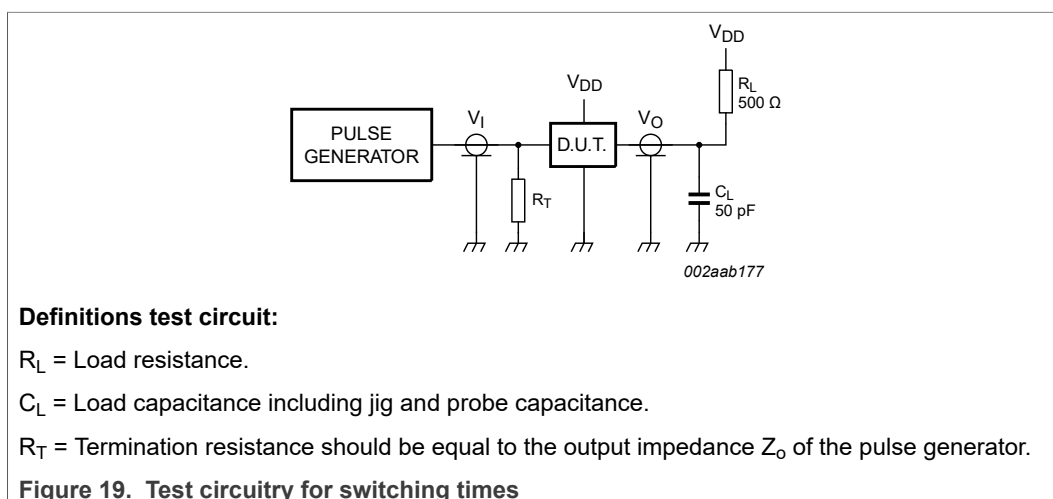 VDD
RL
500 Ω
VDD
PULSE
GENERATOR
VI
D.U.T.
VO
RT
CL
50 pF
002aab177
Definitions test circuit:
RL = Load resistance.
CL = Load capacitance including jig and probe capacitance.
RT = Termination resistance should be equal to the output impedance Zo of the pulse generator.
Figure 19. Test circuitry for switching times